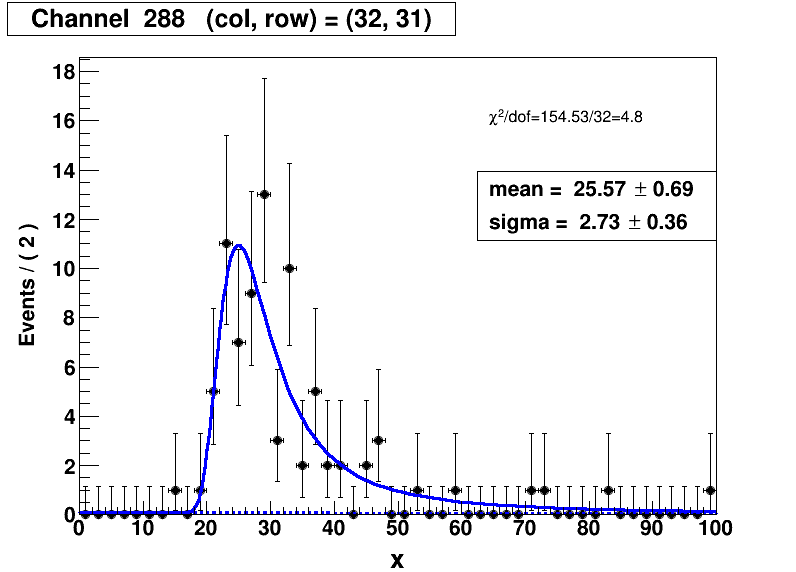 Channel 288 (col, row) = (32, 31)
χ²/dof=154.53/32=4.8
mean = 25.57 ± 0.69
sigma = 2.73 ± 0.36
Events / ( 2 )
18
16
14
12
10
8
6
4
2
0
0 10 20 30 40 50 60 70 80 90 100
x